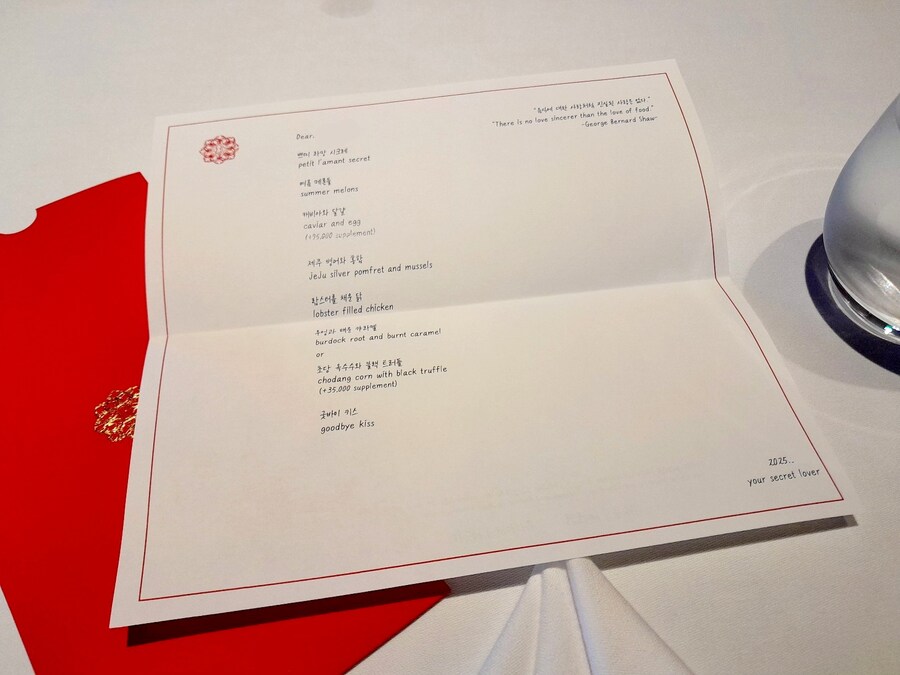 "음식에 대한 사랑처럼 진실된 사랑은 없다."
"There is no love sincerer than the love of food"
-George Bernard Shaw-
Dear.
쁘띠 라망 시크레
petit l'amant secret
여름 메론들
summer melons
캐비아와 달걀
caviar and egg
supplement)
제주 병어와 홍합
JeJu silver pomfret and mussels
랍스터를 채운 닭
lobster filled chicken
우엉과 태운 카라멜
burdock root and burnt caramel
or
초당 옥수수와 블랙 트러플
chodang corn with black truffle
(+35,000 supplement)
굿바이 키스
goodbye kiss
2025..
your secret lover